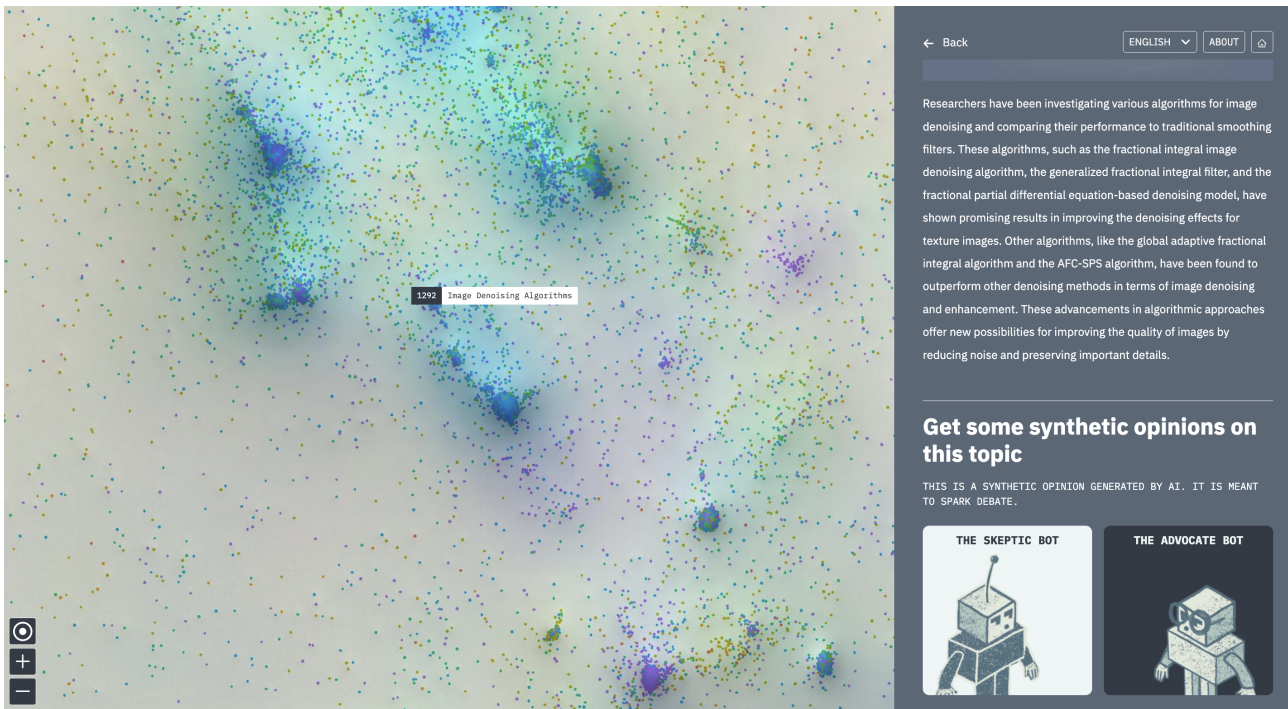 1292 Image Denoising Algorithms
Back
ENGLISH
ABOUT
Researchers have been investigating various algorithms for image
denoising and comparing their performance to traditional smoothing
filters. These algorithms, such as the fractional integral image
denoising algorithm, the generalized fractional integral filter, and the
fractional partial differential equation-based denoising model, have
shown promising results in improving the denoising effects for
texture images. Other algorithms, like the global adaptive fractional
integral algorithm and the AFC-SPS algorithm, have been found to
outperform other denoising methods in terms of image denoising
and enhancement. These advancements in algorithmic approaches
offer new possibilities for improving the quality of images by
reducing noise and preserving important details.
Get some synthetic opinions on
this topic
THIS IS A SYNTHETIC OPINION GENERATED BY AI. IT IS MEANT
TO SPARK DEBATE.
THE SKEPTIC BOT
THE ADVOCATE BOT